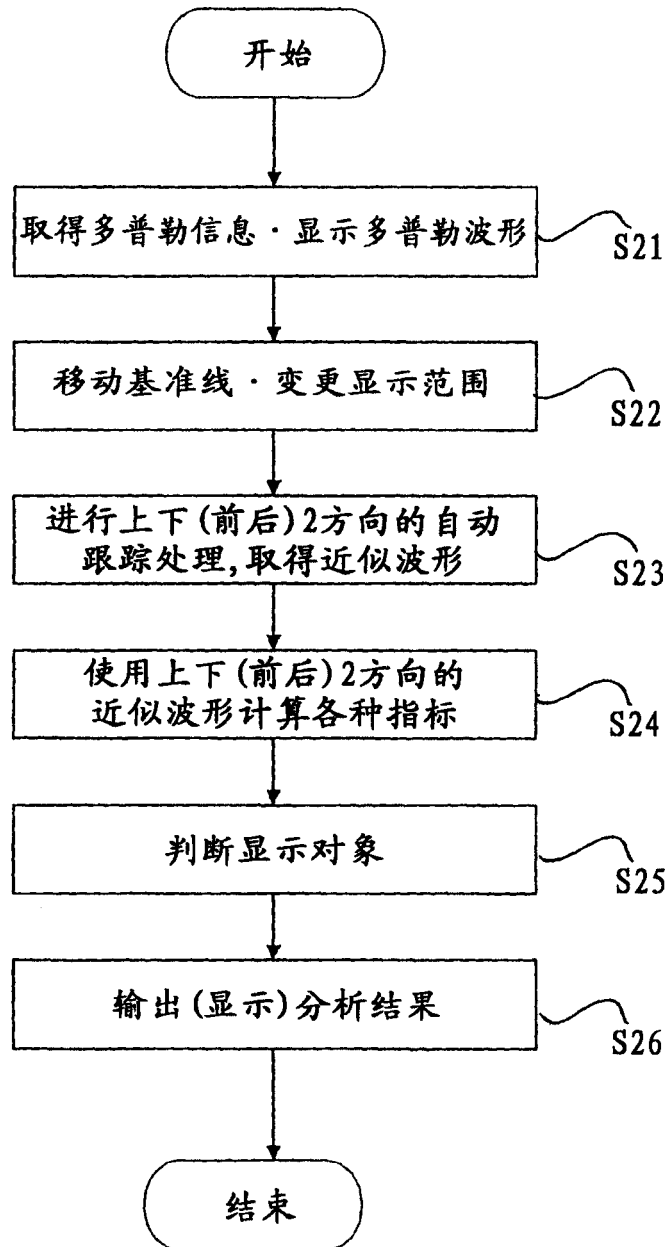 开始
取得多普勒信息·显示多普勒波形
S21
移动基准线·变更显示范围
S22
进行上下(前后)2方向的自动
跟踪处理,取得近似波形
S23
使用上下(前后)2方向的
近似波形计算各种指标
S24
判断显示对象
S25
输出(显示)分析结果
S26
结束